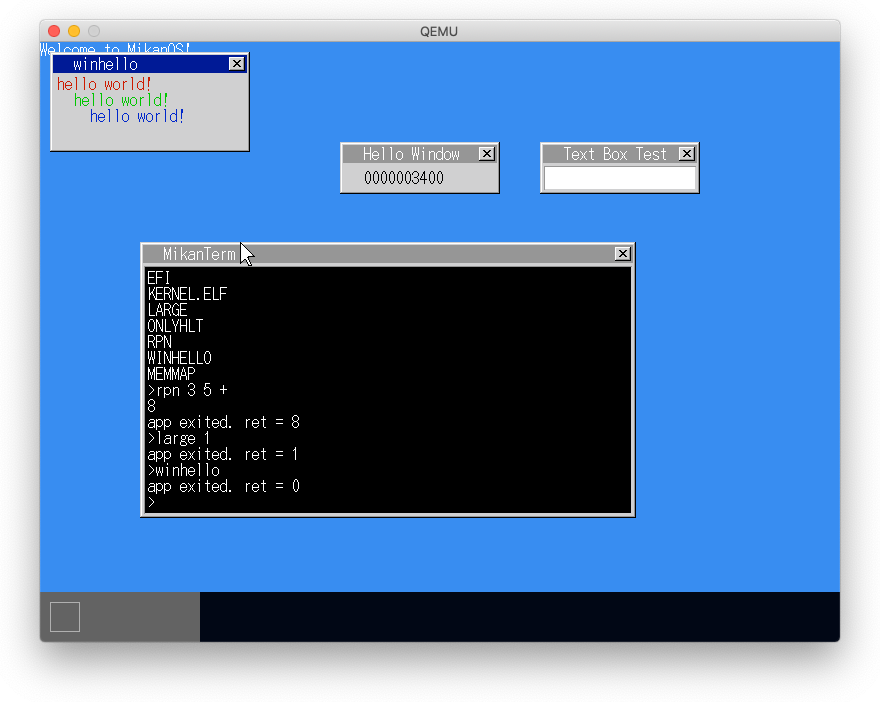 QEMU
Welcome to MikanOS!
winhello
hello world!
hello world!
hello world!
Hello Window
0000003400
Text Box Test
MikanTerm
EFI
KERNEL.ELF
LARGE
ONLYHLT
RPN
WINHELLO
MEMMAP
>rpn 3 5 +
8
app exited. ret = 8
>large 1
app exited. ret = 1
>winhello
app exited. ret = 0
>